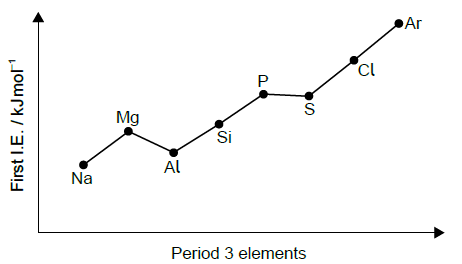 First I.E. / kJmol⁻¹
Na
Mg
Al
Si
P
S
Cl
Ar
Period 3 elements